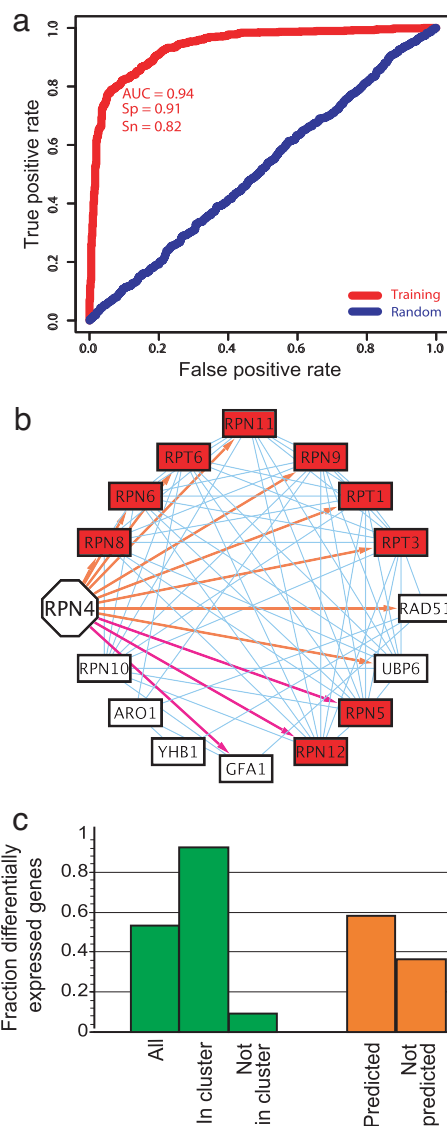 a
True positive rate
1.0
0.8
0.6
0.4
0.2
0.0
AUC = 0.94
Sp = 0.91
Sn = 0.82
Training
Random
0.0 0.2 0.4 0.6 0.8 1.0
False positive rate
b
RPN11
RPT6
RPN9
RPN6
RPT1
RPN8
RPT3
RPN4
RAD51
RPN10
UBP6
ARO1
RPN5
YHB1
RPN12
GFA1
c
Fraction differentially
expressed genes
1
0.8
0.6
0.4
0.2
0
All
In cluster
Not
in cluster
Predicted
Not
predicted